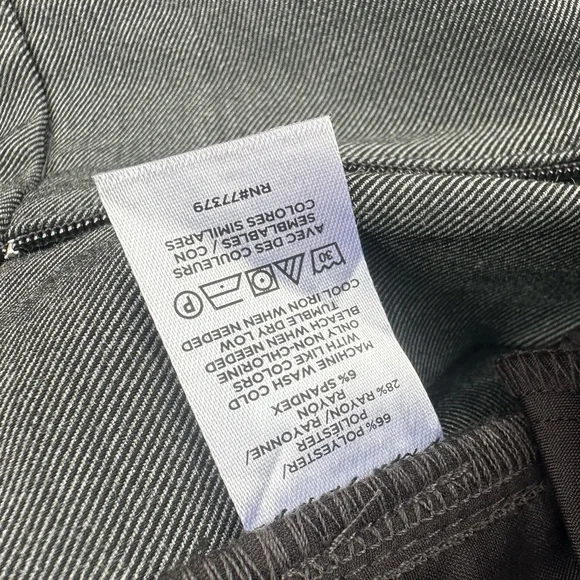 66% POLYESTER/
POLIESTER
28% RAYON/ RAYONNE/
RAYON
6% SPANDEX
MACHINE WASH COLD
WITH LIKE COLORS
ONLY NON-CHLORINE
BLEACH WHEN NEEDED
TUMBLE DRY LOW
COOL IRON WHEN NEEDED
30 P
AVEC DES COULEURS
SEMBLABLES / CON
COLORES SIMILARES
RN#77379